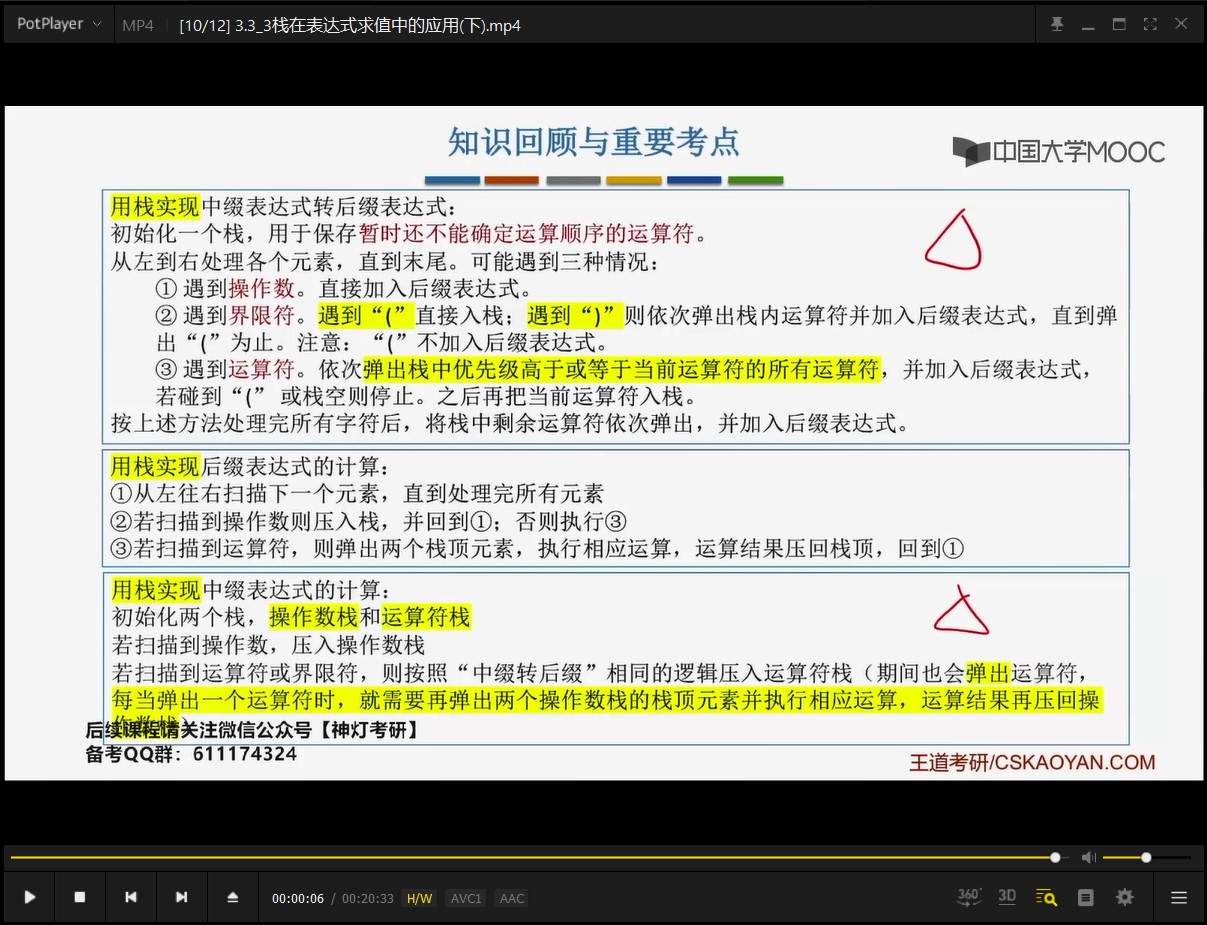 PotPlayer MP4 [10/12] 3.3_3栈在表达式求值中的应用(下).mp4
知识回顾与重要考点
中国大学MOOC
用栈实现中缀表达式转后缀表达式：
初始化一个栈，用于保存暂时还不能确定运算顺序的运算符。
从左到右处理各个元素，直到末尾。可能遇到三种情况：
① 遇到操作数。直接加入后缀表达式。
② 遇到界限符。遇到“(”直接入栈；遇到“)”则依次弹出栈内运算符并加入后缀表达式，直到弹
出“(”为止。注意：“(”不加入后缀表达式。
③ 遇到运算符。依次弹出栈中优先级高于或等于当前运算符的所有运算符，并加入后缀表达式，
若碰到“(” 或栈空则停止。之后再把当前运算符入栈。
按上述方法处理完所有字符后，将栈中剩余运算符依次弹出，并加入后缀表达式。
用栈实现后缀表达式的计算：
①从左往右扫描下一个元素，直到处理完所有元素
②若扫描到操作数则压入栈，并回到①；否则执行③
③若扫描到运算符，则弹出两个栈顶元素，执行相应运算，运算结果压回栈顶，回到①
用栈实现中缀表达式的计算：
初始化两个栈，操作数栈和运算符栈
若扫描到操作数，压入操作数栈
若扫描到运算符或界限符，则按照“中缀转后缀”相同的逻辑压入运算符栈（期间也会弹出运算符，
每当弹出一个运算符时，就需要再弹出两个操作数栈的栈顶元素并执行相应运算，运算结果再压回操
后续课程请关注微信公众号【神灯考研】
备考QQ群：611174324
王道考研/CSKAOYAN.COM
00:00:06 / 00:20:33 H/W AVC1 AAC
360° 3D